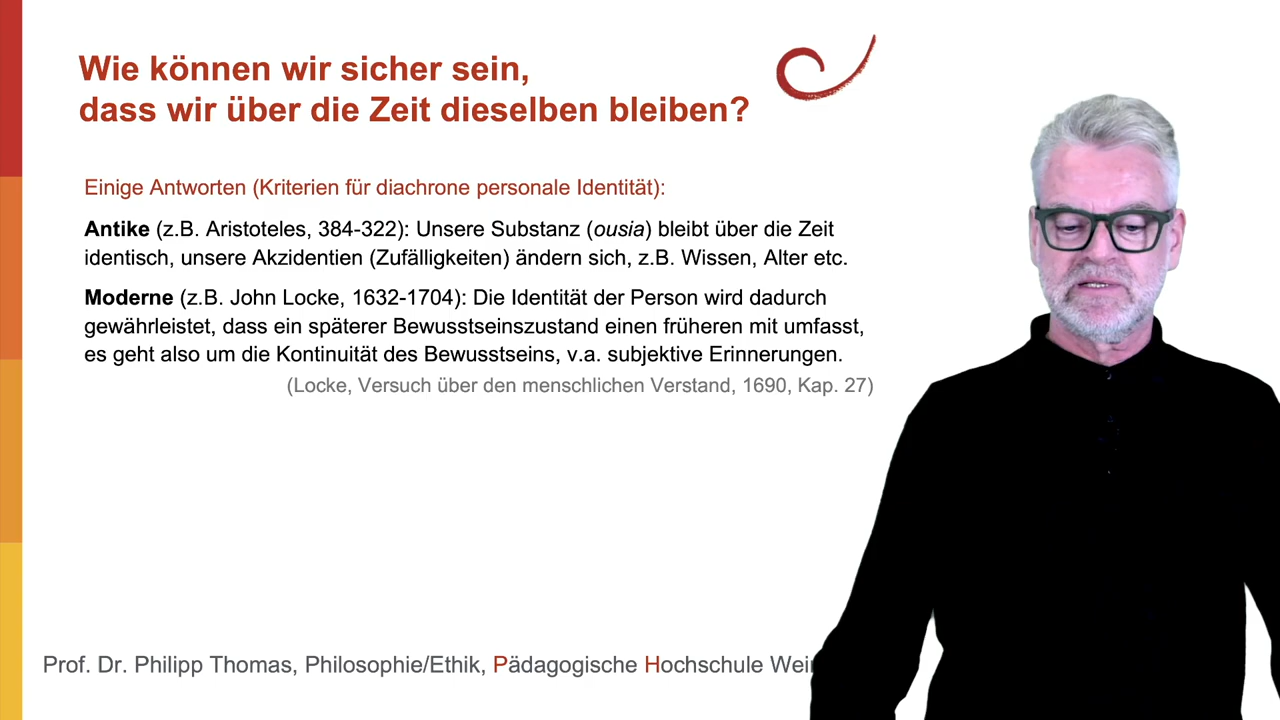 Wie können wir sicher sein,
dass wir über die Zeit dieselben bleiben?
Einige Antworten (Kriterien für diachrone personale Identität):
Antike (z.B. Aristoteles, 384-322): Unsere Substanz (ousia) bleibt über die Zeit
identisch, unsere Akzidentien (Zufälligkeiten) ändern sich, z.B. Wissen, Alter etc.
Moderne (z.B. John Locke, 1632-1704): Die Identität der Person wird dadurch
gewährleistet, dass ein späterer Bewusstseinszustand einen früheren mit umfasst,
es geht also um die Kontinuität des Bewusstseins, v.a. subjektive Erinnerungen.
(Locke, Versuch über den menschlichen Verstand, 1690, Kap. 27)
Prof. Dr. Philipp Thomas, Philosophie/Ethik, Pädagogische Hochschule